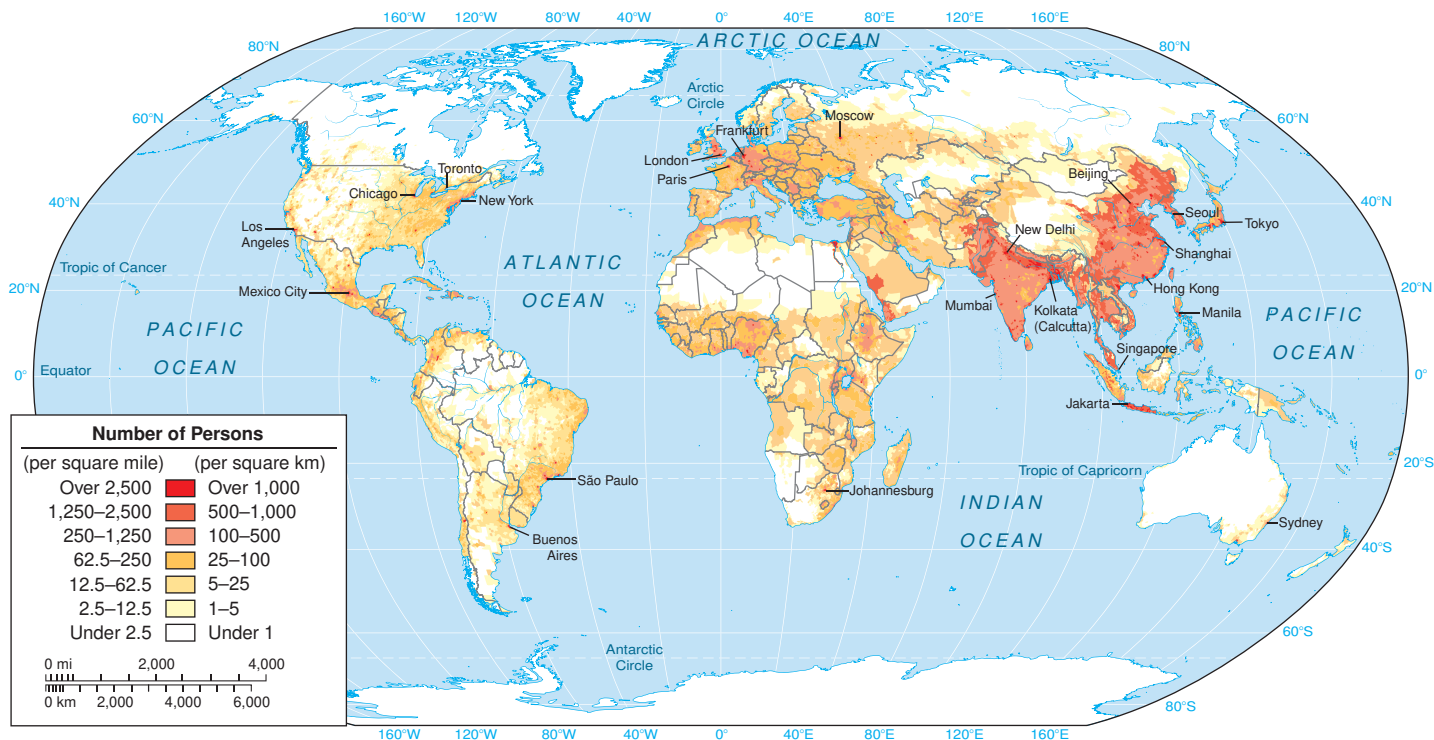 160°W 120°W 80°W 40°W 0° 40°E 80°E 120°E 160°E
ARCTIC OCEAN
80°N 80°N
Arctic
Circle
60°N 60°N
Moscow
Frankfurt
London
Paris
Toronto
Chicago
New York
Beijing
40°N 40°N
Los
Angeles
Seoul
Tokyo
New Delhi
Shanghai
ATLANTIC
OCEAN
Tropic of Cancer
20°N 20°N
Mexico City
Hong Kong
Mumbai
Kolkata
(Calcutta)
Manila
PACIFIC
OCEAN
PACIFIC
OCEAN
Singapore
Equator
0° 0°
Jakarta
Tropic of Capricorn
20°S
São Paulo
Johannesburg
INDIAN
OCEAN
Sydney
Buenos
Aires
40°S
60°S
Antarctic
Circle
80°S
160°W 120°W 80°W 40°W 0° 40°E 80°E 120°E 160°E
Number of Persons
(per square mile) (per square km)
Over 2,500 Over 1,000
1,250–2,500 500–1,000
250–1,250 100–500
62.5–250 25–100
12.5–62.5 5–25
2.5–12.5 1–5
Under 2.5 Under 1
0 mi 2,000 4,000
0 km 2,000 4,000 6,000